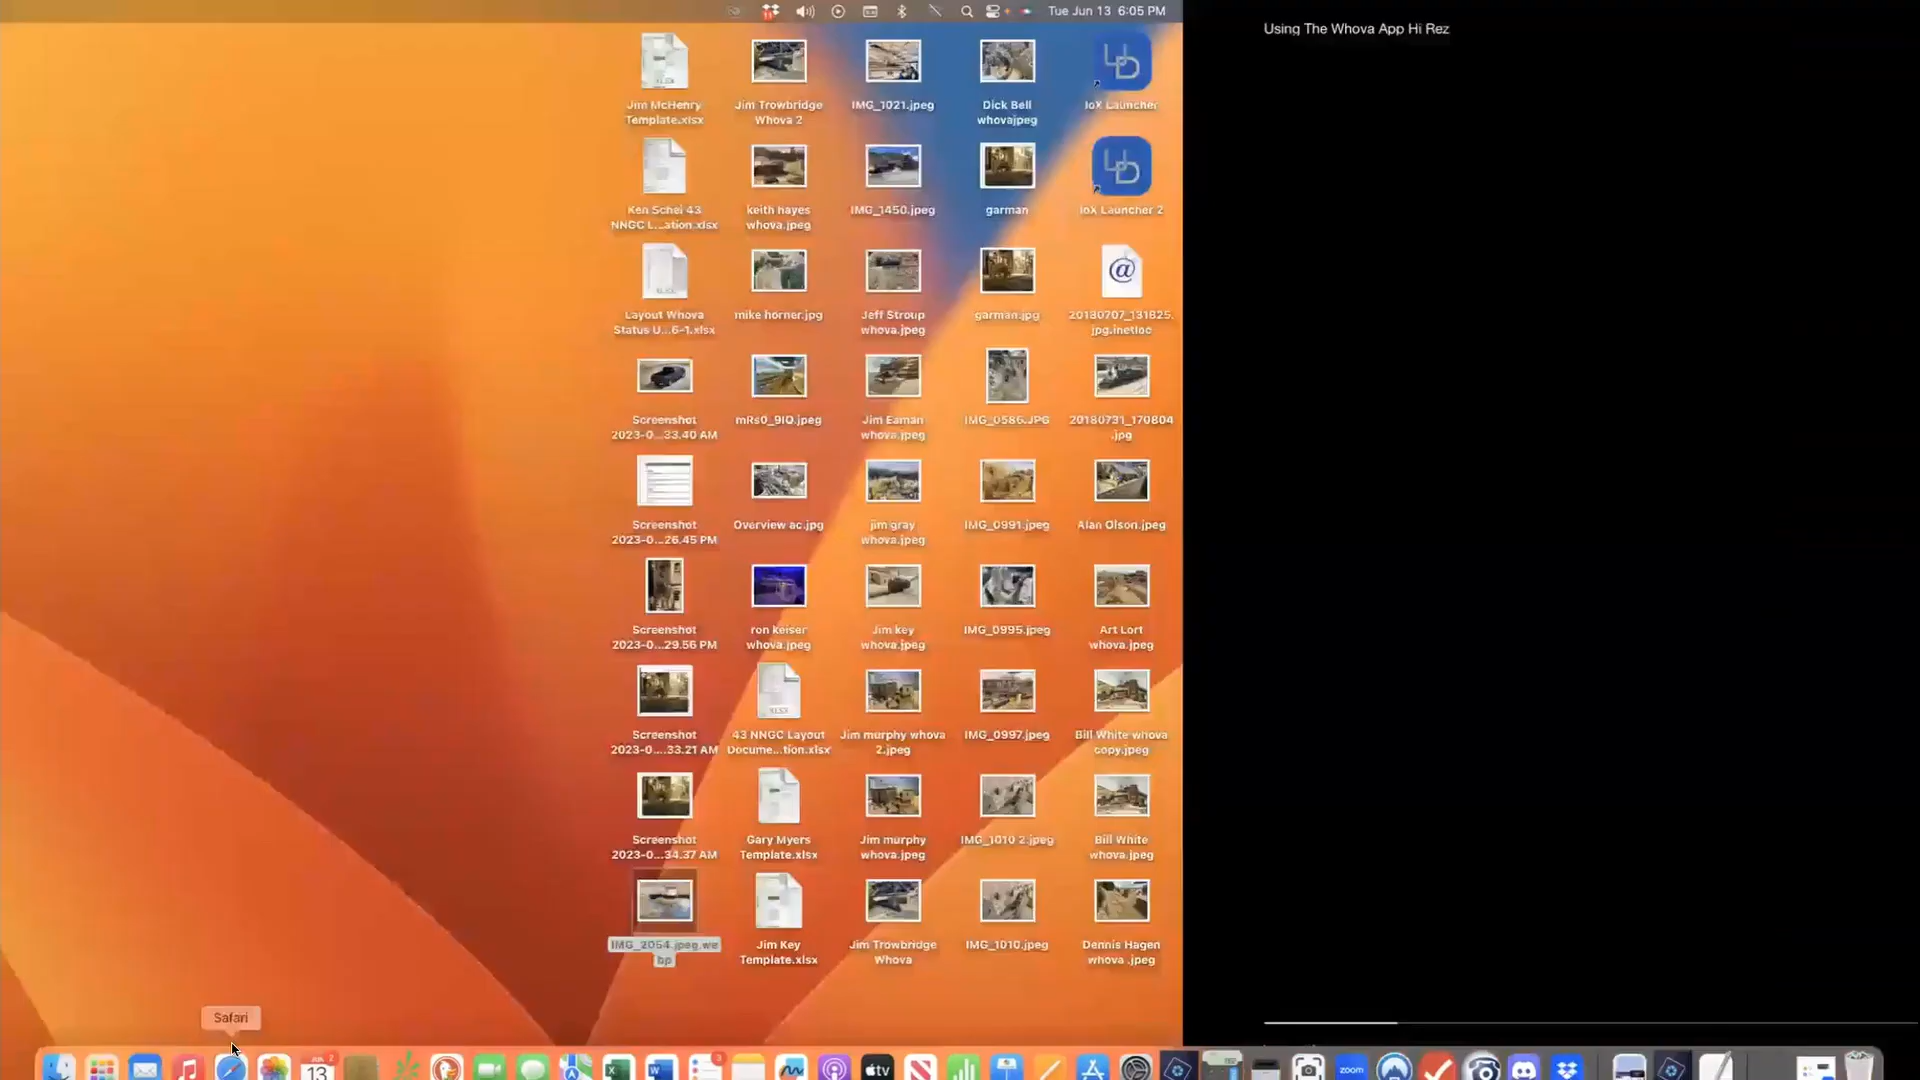 Tue Jun 13 6:05 PM
Using The Whova App Hi Rez
Jim McHenry
Template.xlsx
Jim Trowbridge
Whova 2
IMG_1021.jpeg
Dick Bell
whovajpeg
IoX Launcher
Ken Schei 43
NNGC L...ation.xlsx
keith hayes
whova.jpeg
IMG_1450.jpeg
garman
IoX Launcher 2
Layout Whova
Status U...6-1.xlsx
mike horner.jpg
Jeff Stroup
whova.jpeg
garman.jpg
@
20180707_131825.
jpg.inetloc
Screenshot
2023-0...33.40 AM
mRs0_9IQ.jpeg
Jim Eaman
whova.jpeg
IMG_0586.JPG
20180731_170804
.jpg
Screenshot
2023-0...26.45 PM
Overview ac.jpg
jim gray
whova.jpeg
IMG_0991.jpeg
Alan Olson.jpeg
Screenshot
2023-0...29.56 PM
ron keiser
whova.jpeg
Jim key
whova.jpeg
IMG_0995.jpeg
Art Lort
whova.jpeg
Screenshot
2023-0....33.21 AM
XLSX
43 NNGC Layout
Docume...tion.xlsx
Jim murphy whova
2.jpeg
IMG_0997.jpeg
Bill White whova
copy.jpeg
Screenshot
2023-0...34.37 AM
Gary Myers
Template.xlsx
Jim murphy
whova.jpeg
IMG_1010 2.jpeg
Bill White
whova.jpeg
IMG_2054.jpeg.we
bp
Jim Key
Template.xlsx
Jim Trowbridge
Whova
IMG_1010.jpeg
Dennis Hagen
whova .jpeg
Safari
13
tv
zoom